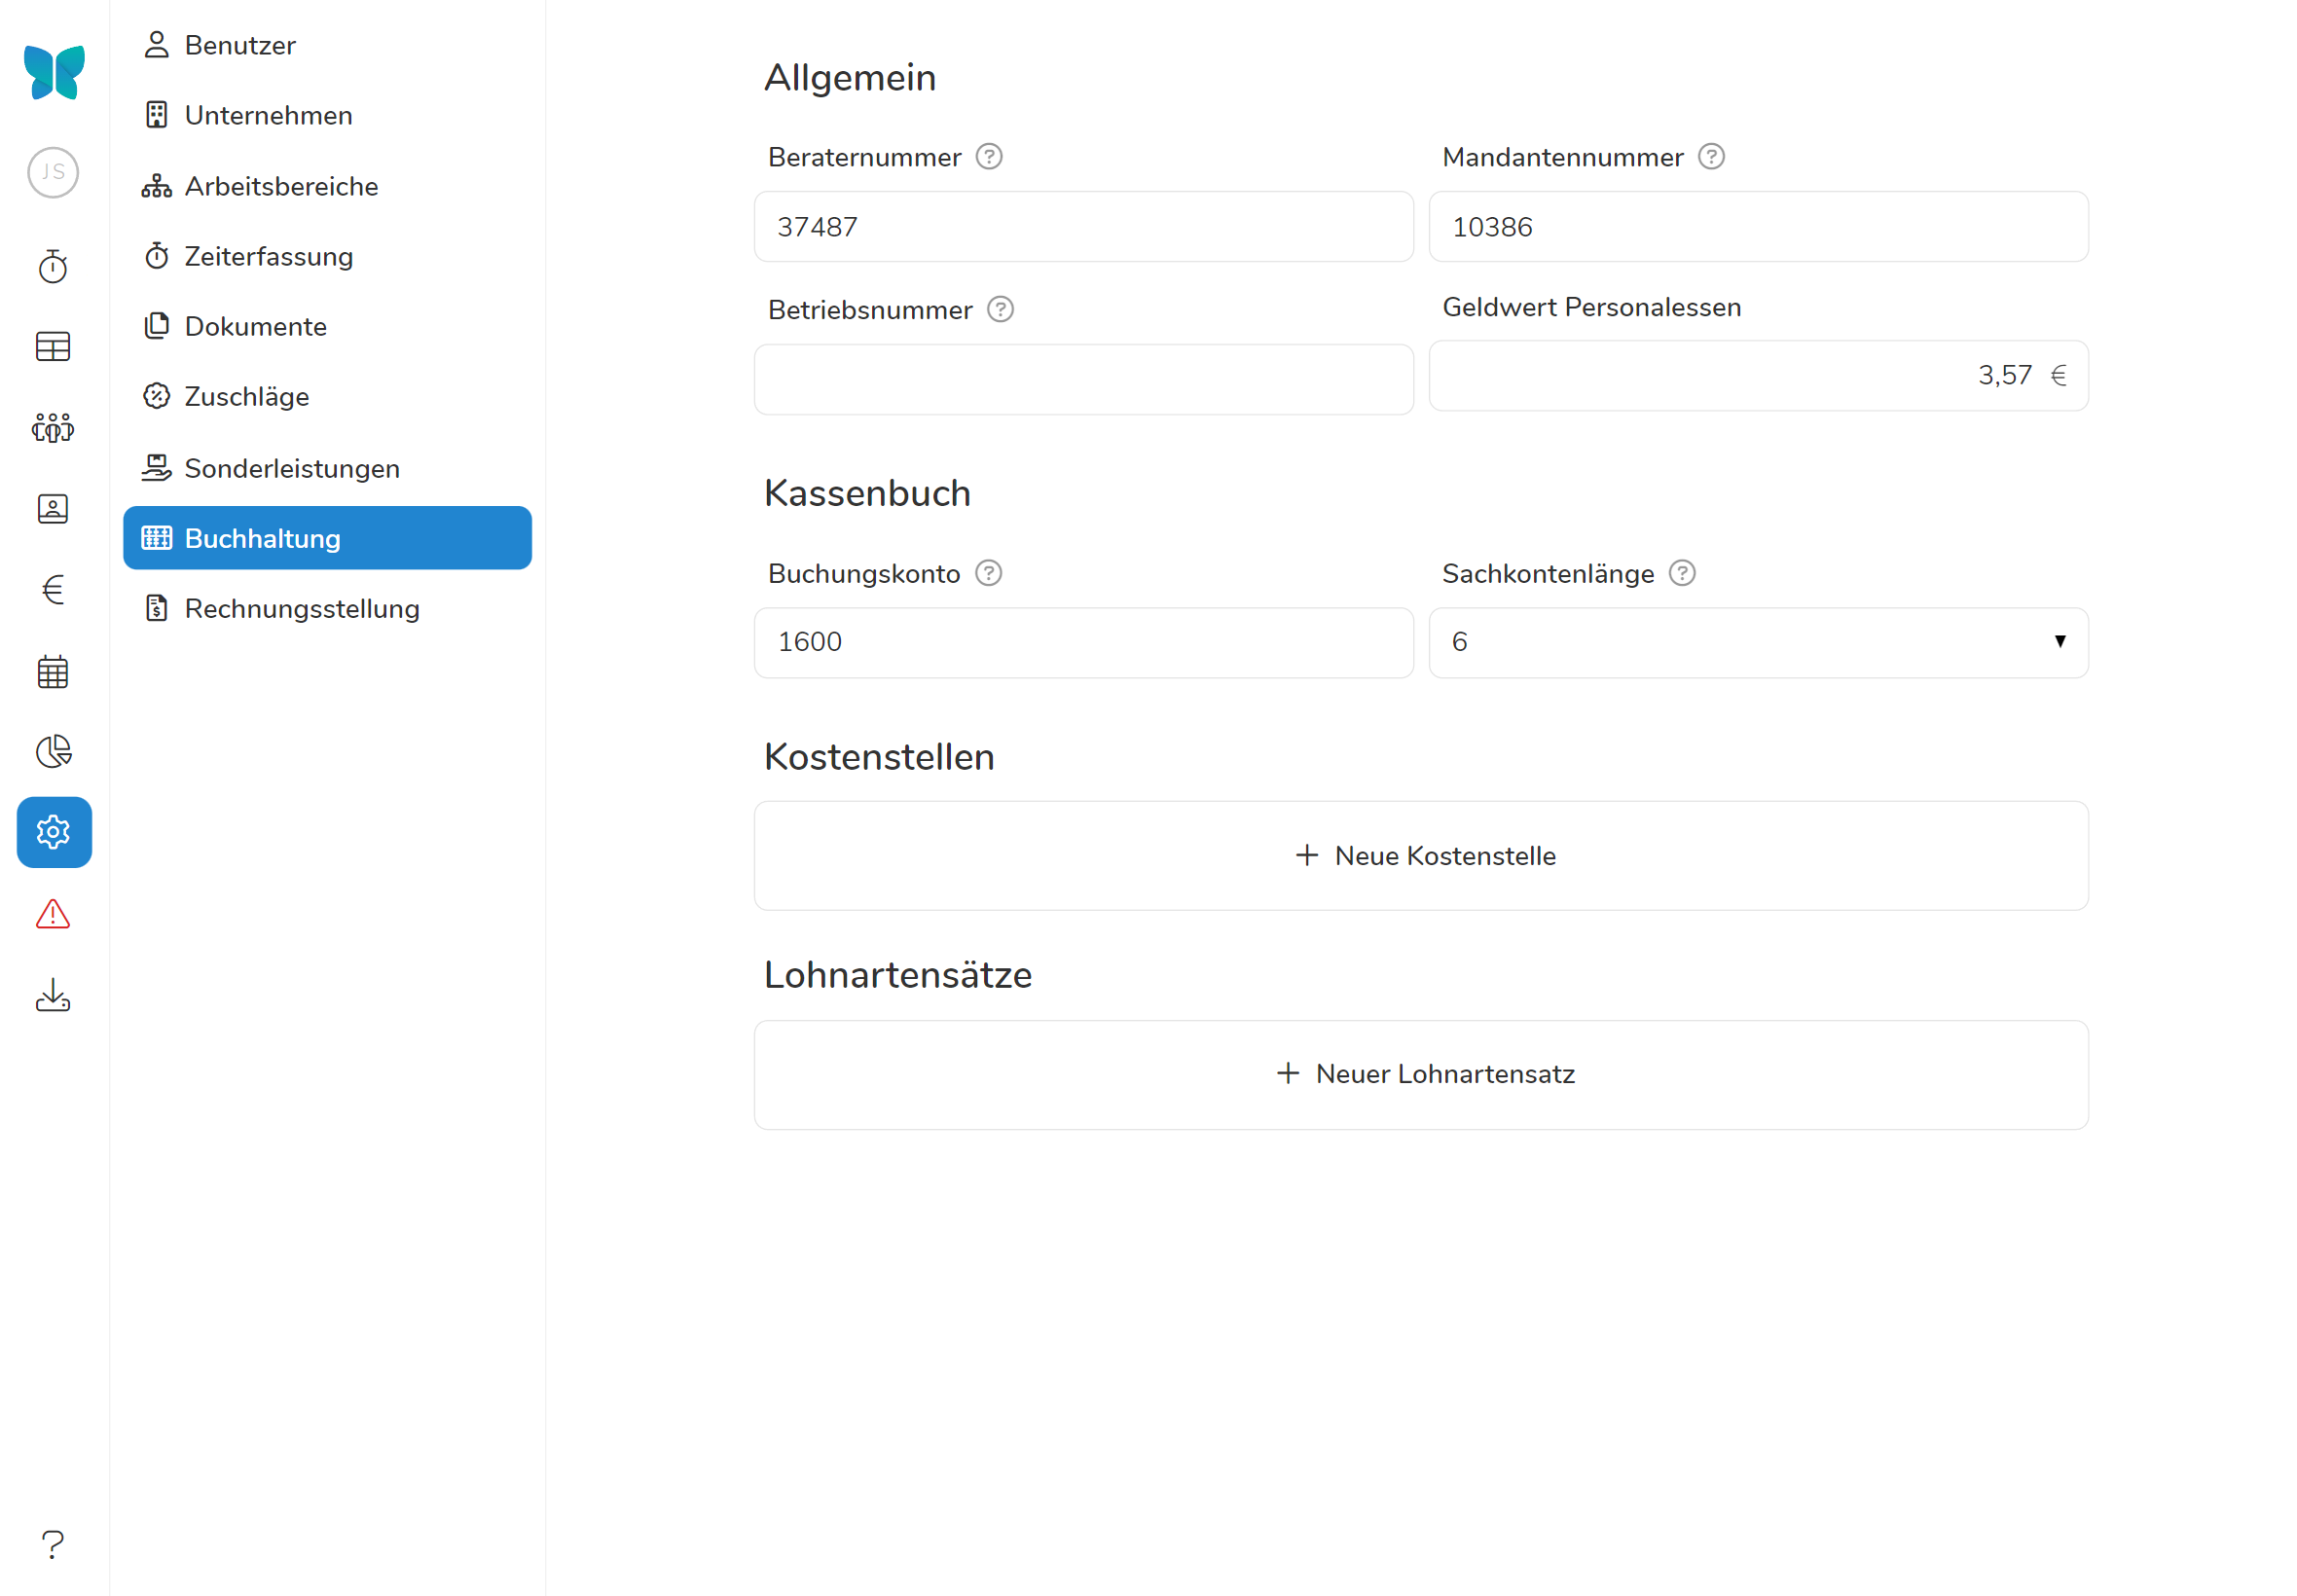 JS
Benutzer
Unternehmen
Arbeitsbereiche
Zeiterfassung
Dokumente
Zuschläge
Sonderleistungen
Buchhaltung
Rechnungsstellung
Allgemein
Beraternummer ? Mandantennummer ?
37487 10386
Betriebsnummer ? Geldwert Personalessen
3,57 €
Kassenbuch
Buchungskonto ? Sachkontenlänge ?
1600 6
Kostenstellen
+ Neue Kostenstelle
Lohnartensätze
+ Neuer Lohnartensatz